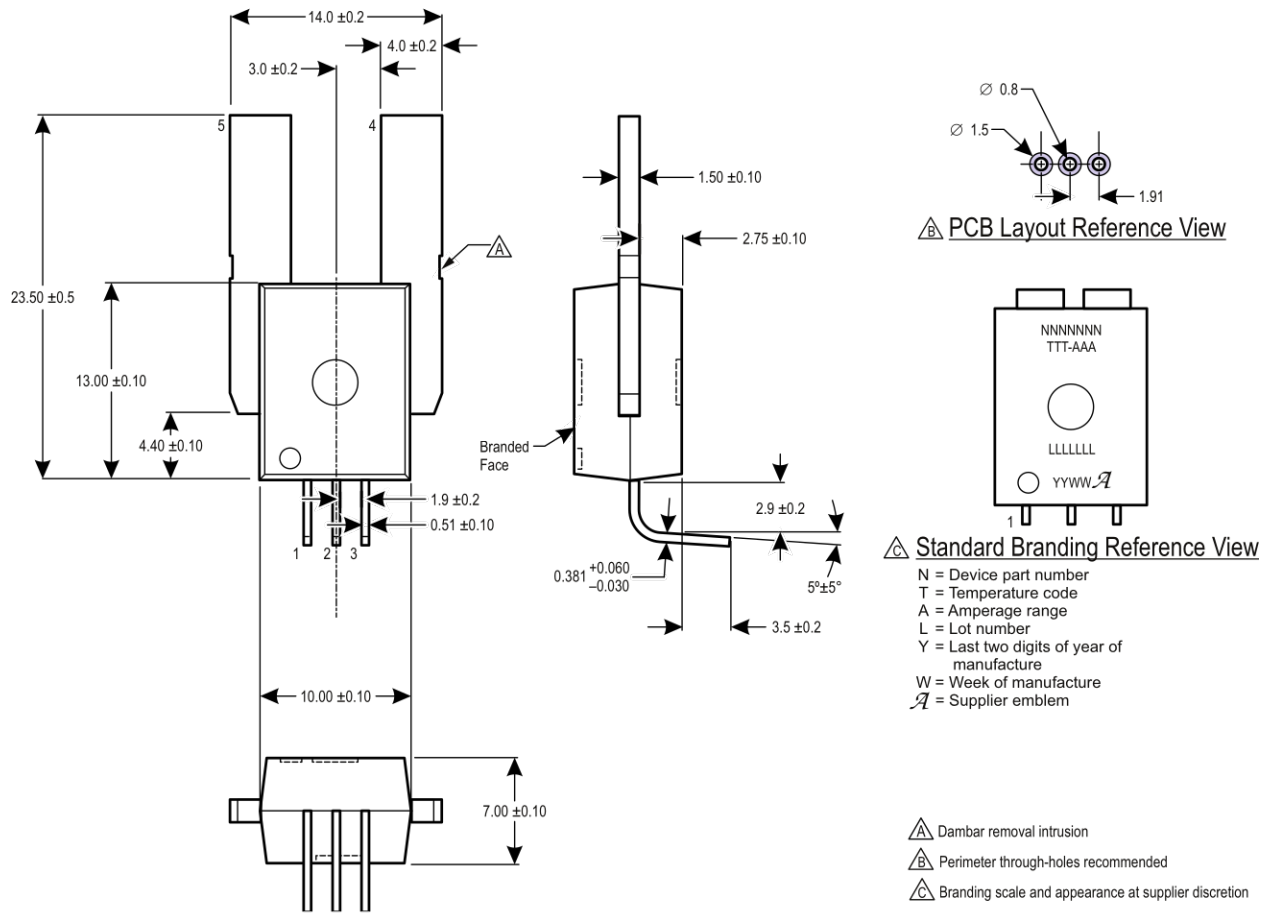 14.0 ±0.2
4.0 ±0.2
3.0 ±0.2
5
4
A
23.50 ±0.5
13.00 ±0.10
4.40 ±0.10
1.9 ±0.2
0.51 ±0.10
1 2 3
10.00 ±0.10
7.00 ±0.10
1.50 ±0.10
2.75 ±0.10
Branded
Face
2.9 ±0.2
0.381 +0.060
–0.030
5º±5°
3.5 ±0.2
∅ 0.8
∅ 1.5
1.91
B PCB Layout Reference View
NNNNNNN
TTT-AAA
LLLLLLL
YYWW A
1
C Standard Branding Reference View
N = Device part number
T = Temperature code
A = Amperage range
L = Lot number
Y = Last two digits of year of
manufacture
W = Week of manufacture
A = Supplier emblem
A Dambar removal intrusion
B Perimeter through-holes recommended
C Branding scale and appearance at supplier discretion